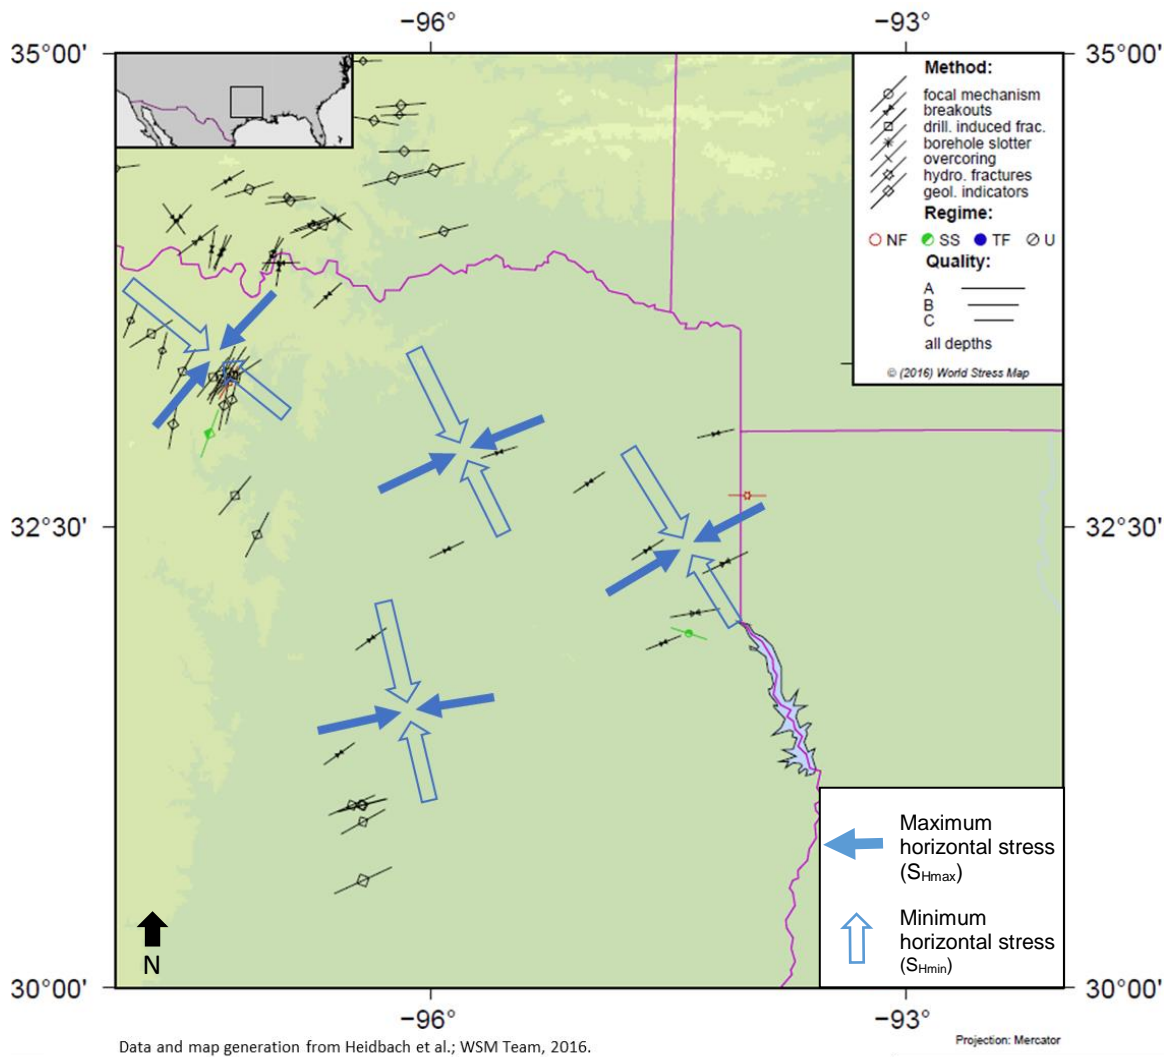 −96°
−93°
35°00'
35°00'
Method:
focal mechanism
breakouts
drill. induced frac.
borehole slotter
overcoring
hydro. fractures
geol. indicators
Regime:
NF SS TF U
Quality:
A
B
C
all depths
© (2016) World Stress Map
32°30'
32°30'
Maximum
horizontal stress
(SHmax)
Minimum
horizontal stress
(SHmin)
N
30°00'
30°00'
−96°
−93°
Projection: Mercator
Data and map generation from Heidbach et al.; WSM Team, 2016.